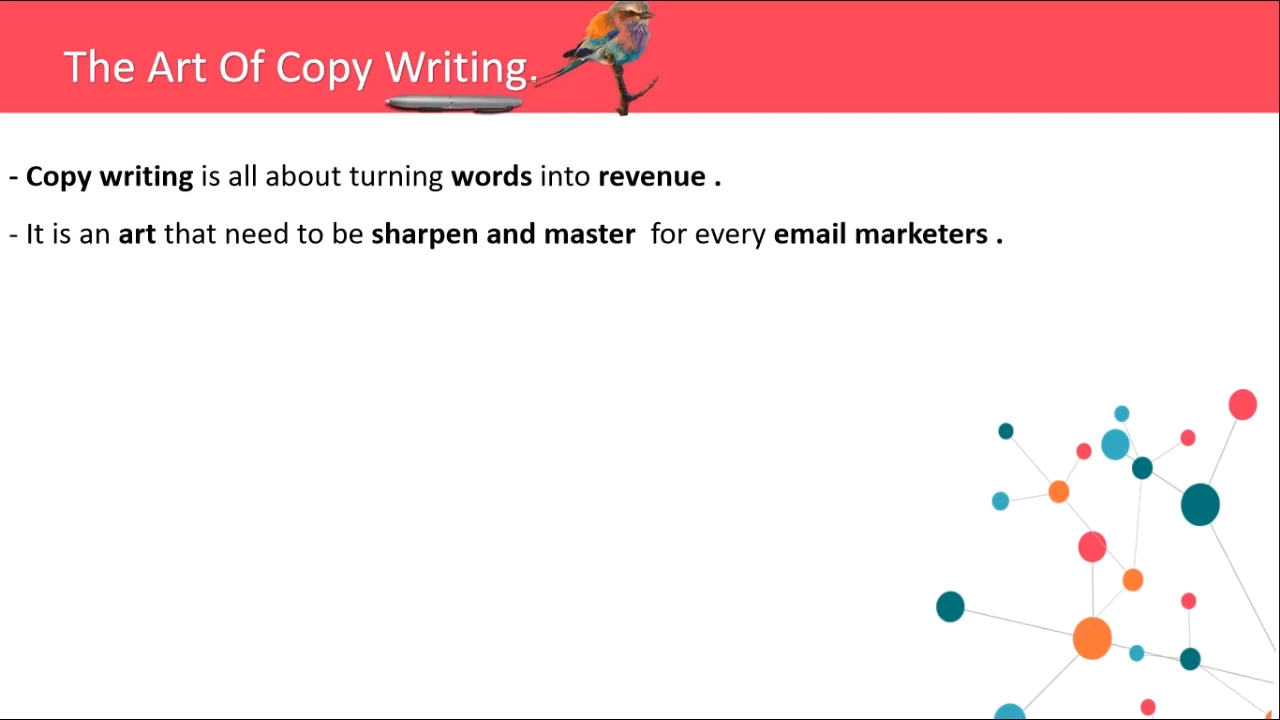 The Art Of Copy Writing.
- Copy writing is all about turning words into revenue .
- It is an art that need to be sharpen and master  for every email marketers .